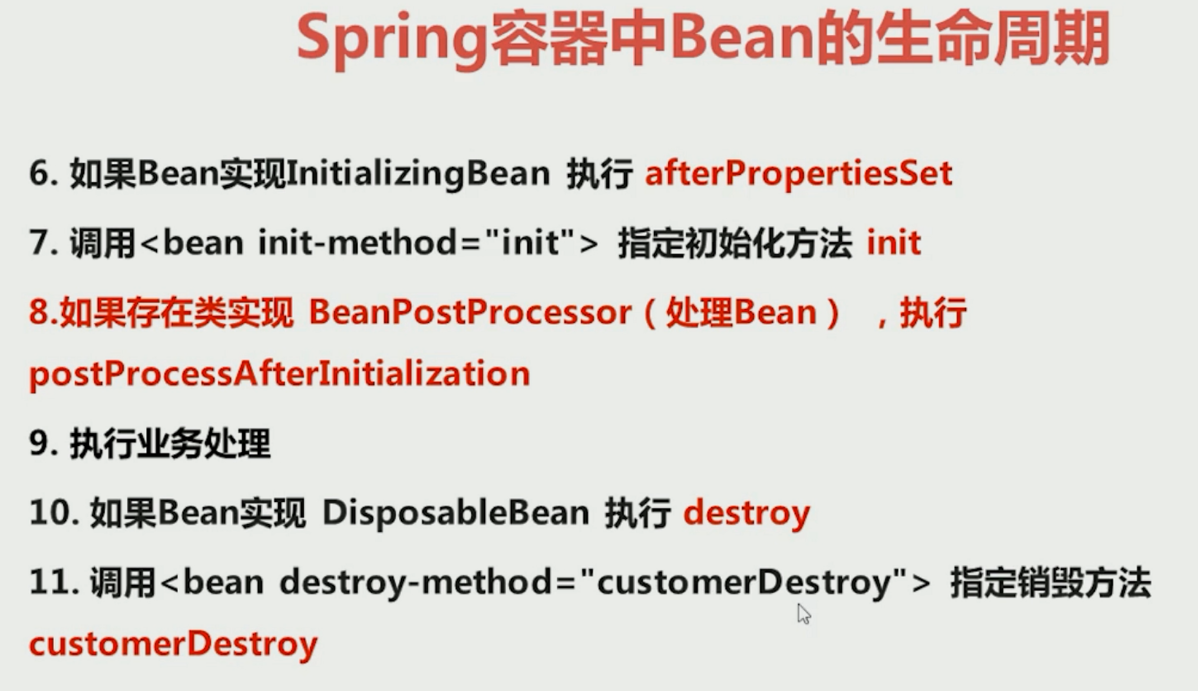 Spring容器中Bean的生命周期
6. 如果Bean实现InitializingBean 执行 afterPropertiesSet
7. 调用<bean init-method="init"> 指定初始化方法 init
8.如果存在类实现 BeanPostProcessor（处理Bean） ，执行
postProcessAfterInitialization
9. 执行业务处理
10. 如果Bean实现 DisposableBean 执行 destroy
11. 调用<bean destroy-method="customerDestroy"> 指定销毁方法
customerDestroy